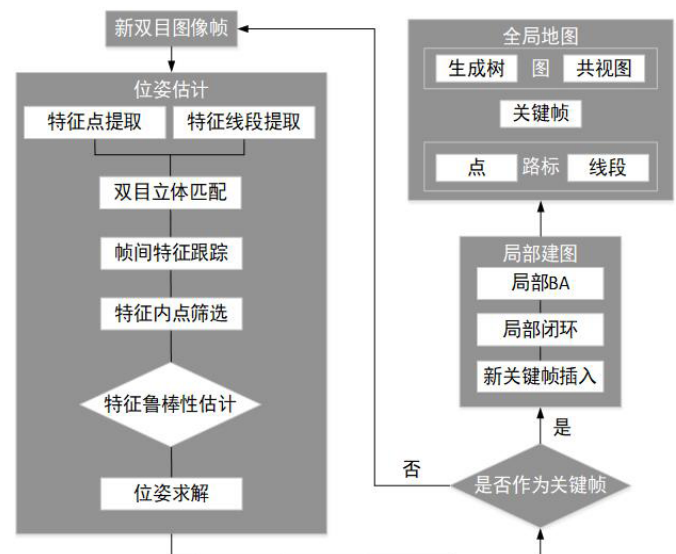 新双目图像帧
位姿估计
特征点提取
特征线段提取
双目立体匹配
帧间特征跟踪
特征内点筛选
特征鲁棒性估计
位姿求解
全局地图
生成树 图 共视图
关键帧
点 路标 线段
局部建图
局部BA
局部闭环
新关键帧插入
是
否
是否作为关键帧